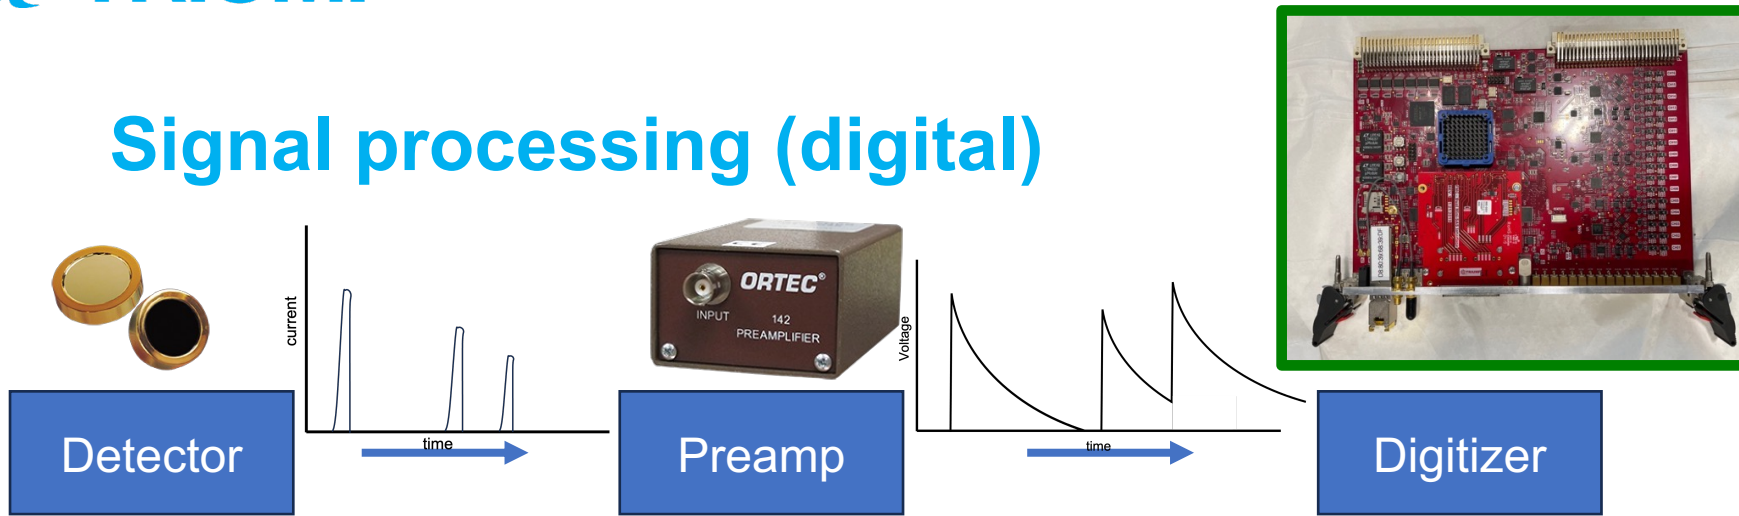 Signal processing (digital)
current
time
ORTEC®
INPUT
142
PREAMPLIFIER
Voltage
time
Detector
Preamp
Digitizer